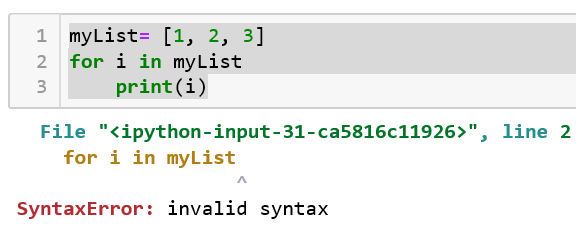 1 myList= [1, 2, 3]
2 for i in myList
3     print(i)
File "<ipython-input-31-ca5816c11926>", line 2
    for i in myList
                   ^
SyntaxError: invalid syntax